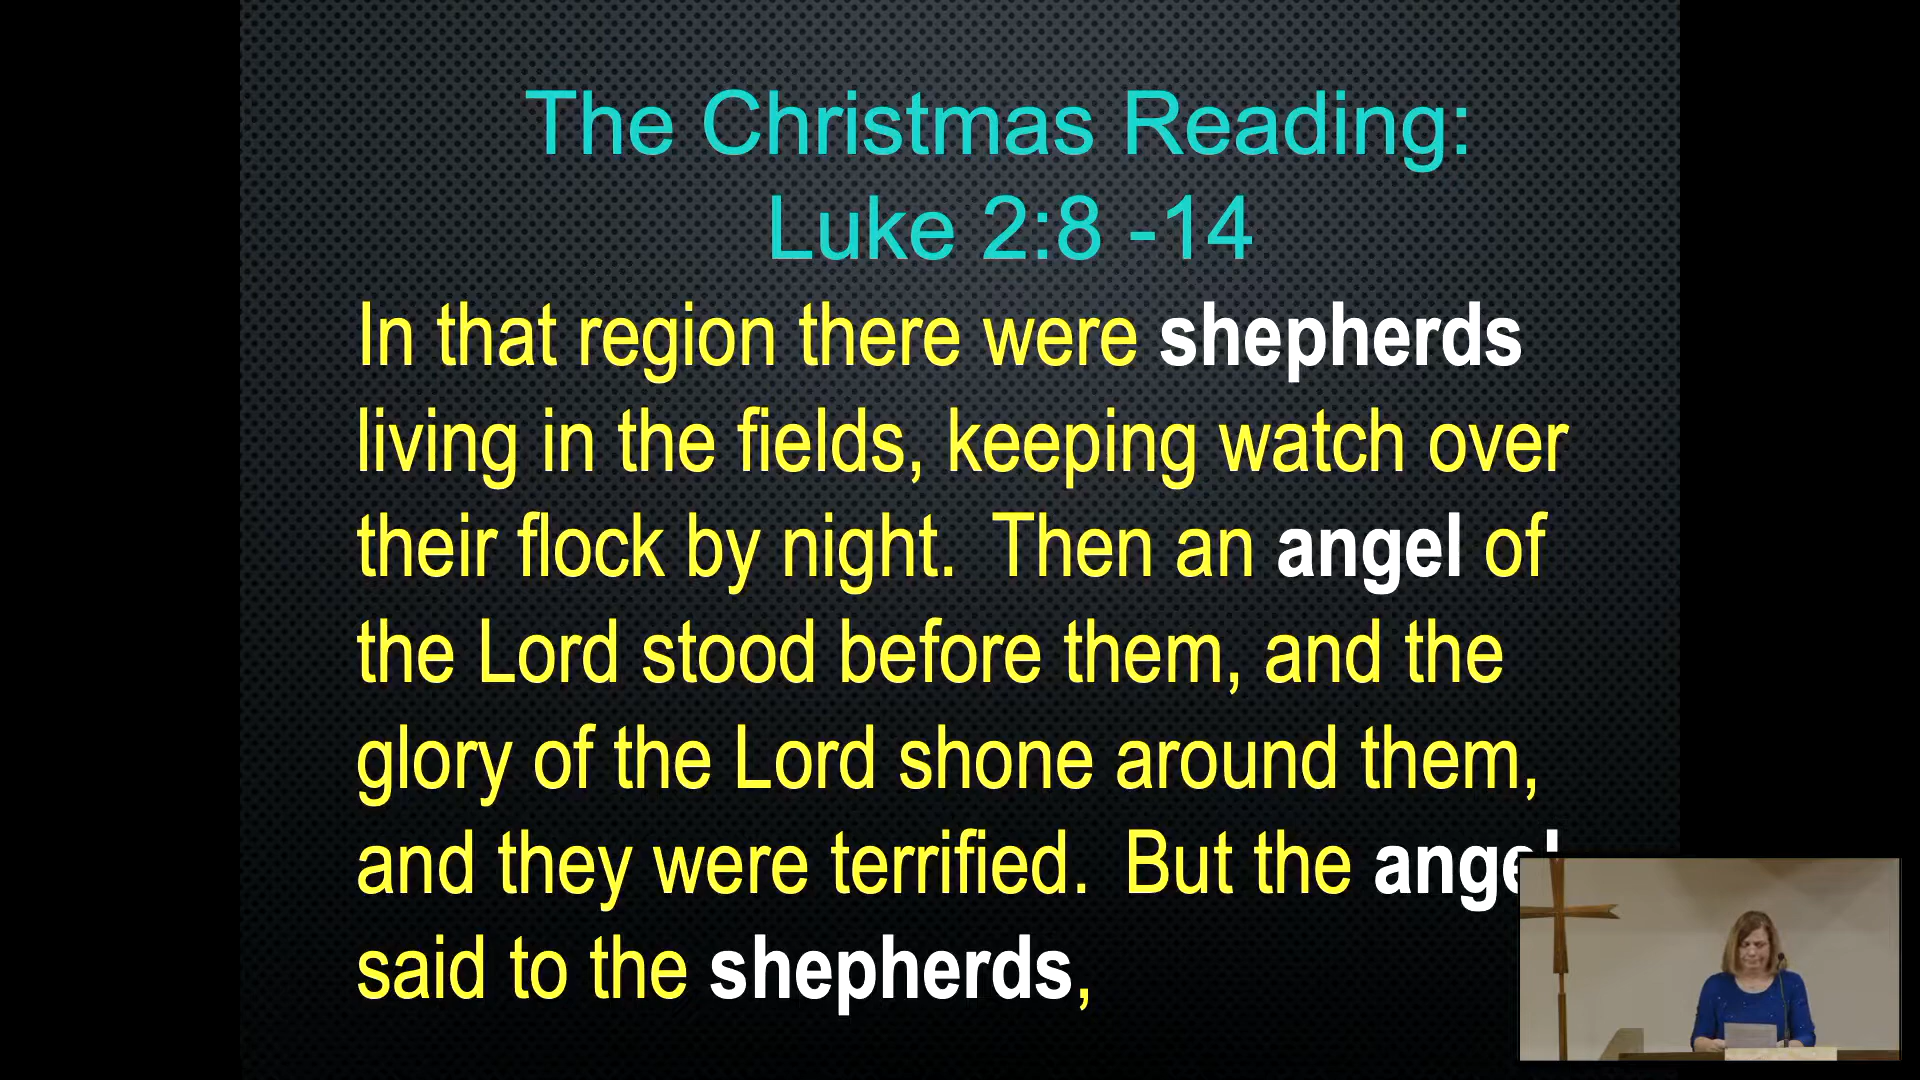 The Christmas Reading:
Luke 2:8 -14
In that region there were shepherds
living in the fields, keeping watch over
their flock by night.  Then an angel of
the Lord stood before them, and the
glory of the Lord shone around them,
and they were terrified.  But the angel
said to the shepherds,